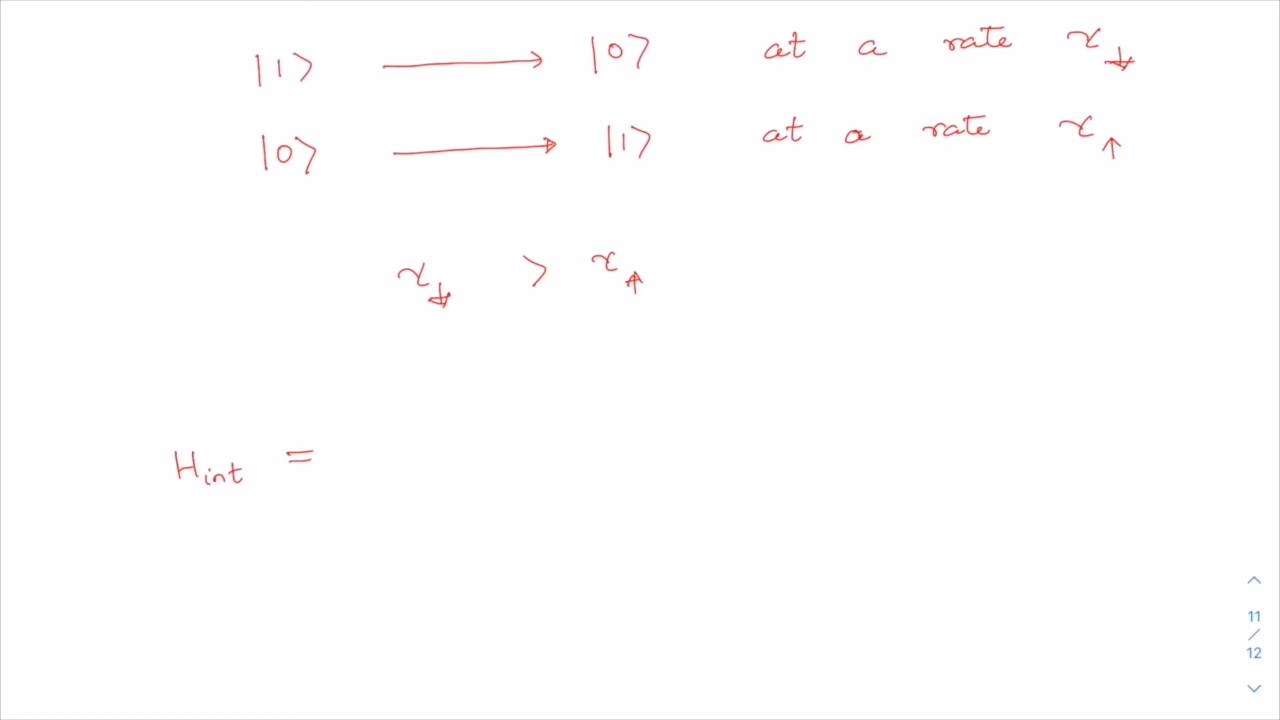 |1⟩ ⟶ |0⟩ at a rate r↓
|0⟩ ⟶ |1⟩ at a rate r↑
r↓ > r↑
H_int =
11
/
12